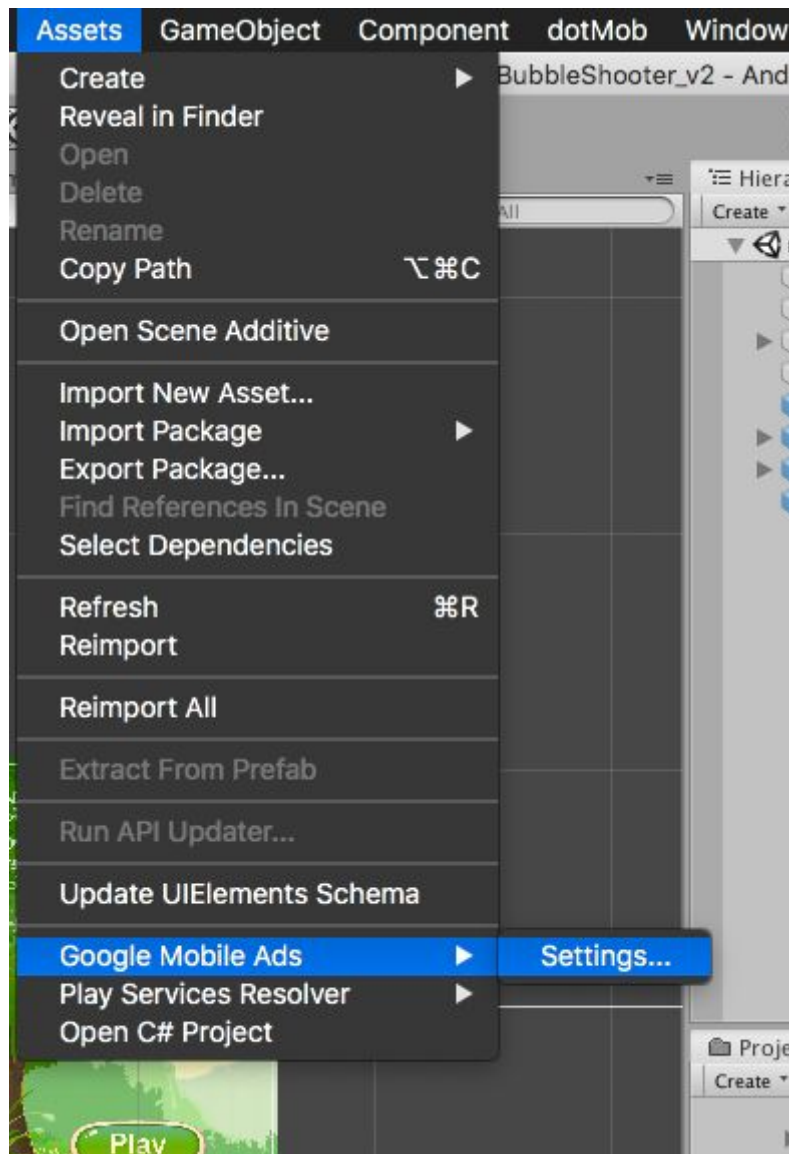 Assets GameObject Component dotMob Window
BubbleShooter_v2 - And
Create
Reveal in Finder
Open
Delete
Rename
Copy Path ⌥⌘C
Open Scene Additive
Import New Asset...
Import Package
Export Package...
Find References In Scene
Select Dependencies
Refresh ⌘R
Reimport
Reimport All
Extract From Prefab
Run API Updater...
Update UIElements Schema
Google Mobile Ads
Settings...
Play Services Resolver
Open C# Project
All
Hiera
Create
Proje
Create
Play